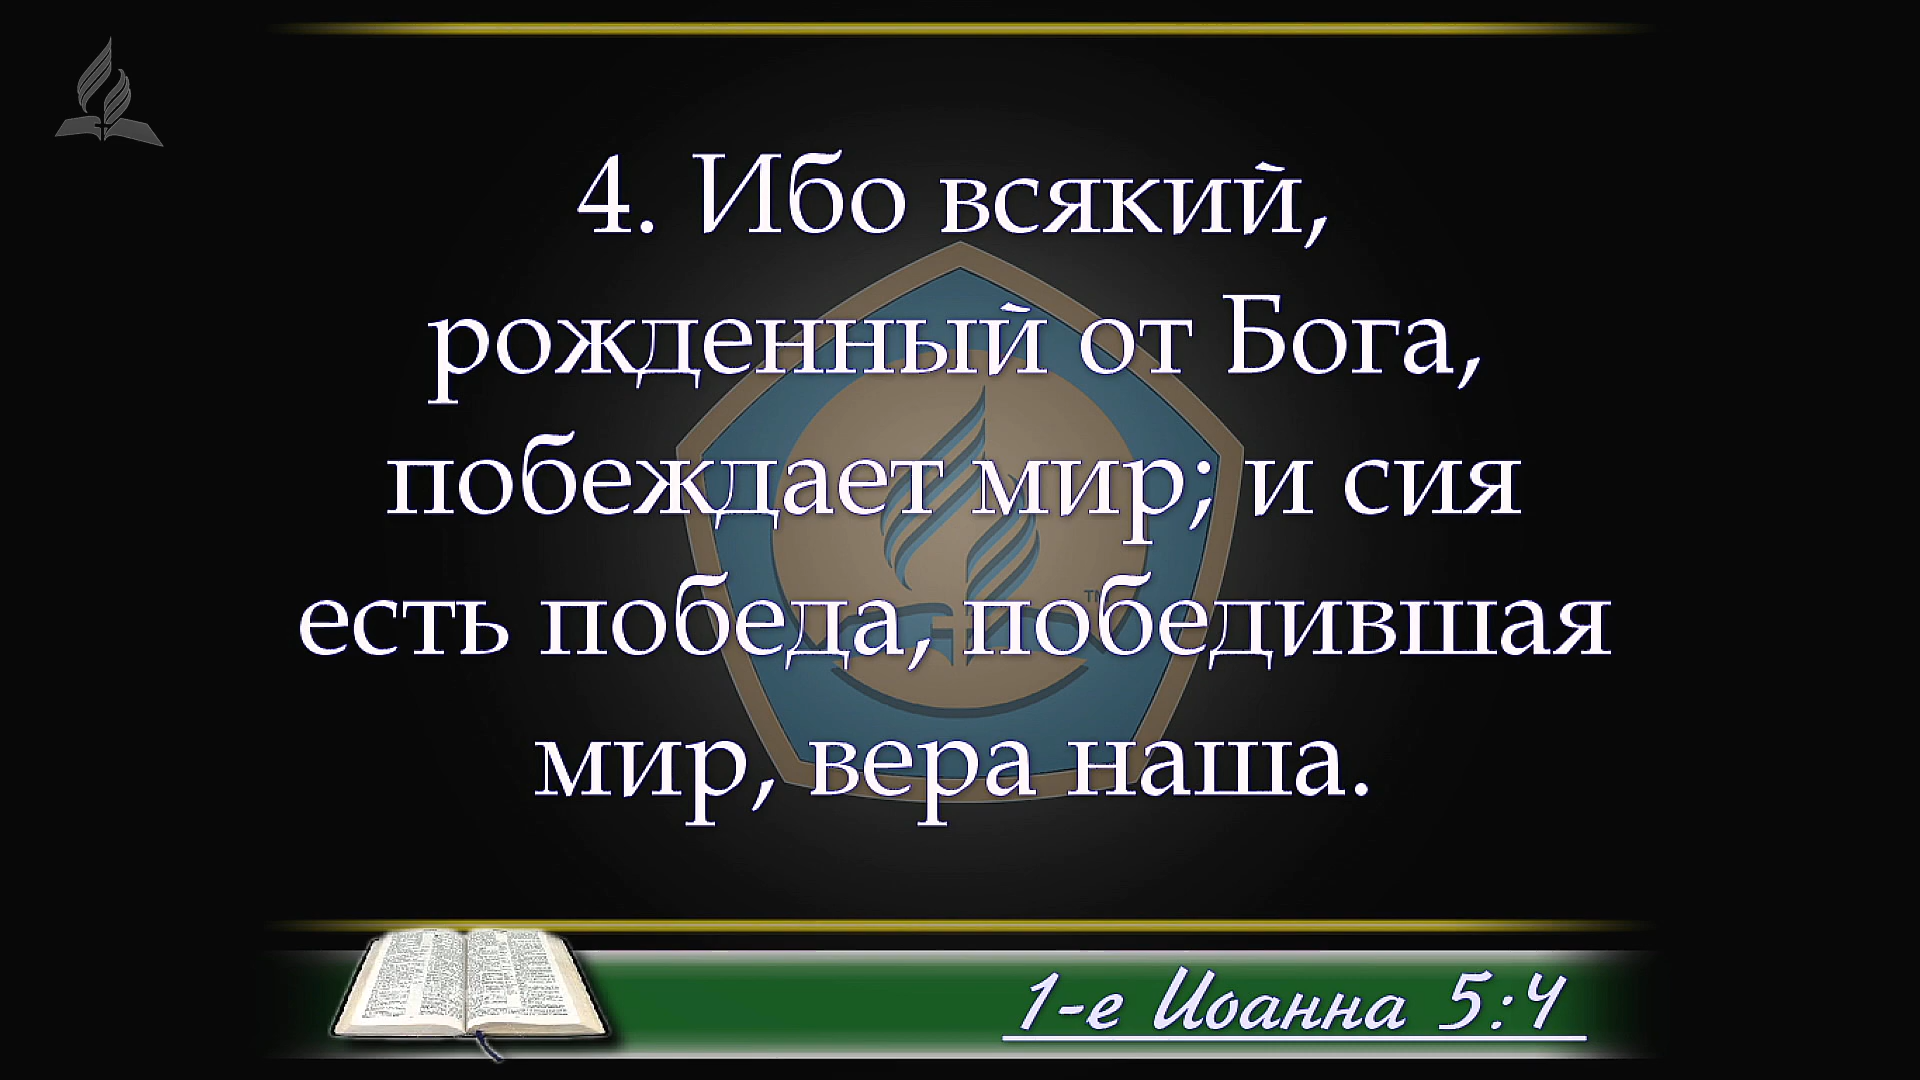 4. Ибо всякий,
рожденный от Бога,
побеждает мир; и сия
есть победа, победившая
мир, вера наша.
TM
1-е Иоанна 5:4